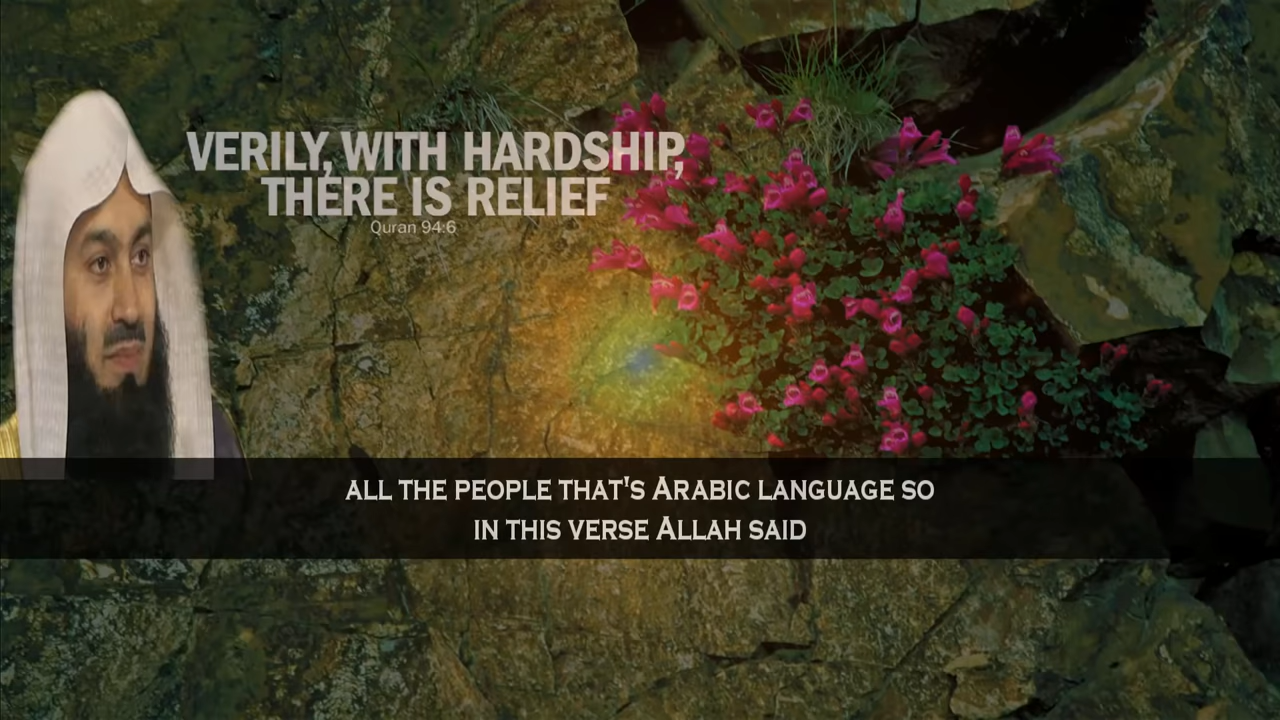 VERILY, WITH HARDSHIP,
THERE IS RELIEF
Quran 94:6
ALL THE PEOPLE THAT'S ARABIC LANGUAGE SO
IN THIS VERSE ALLAH SAID